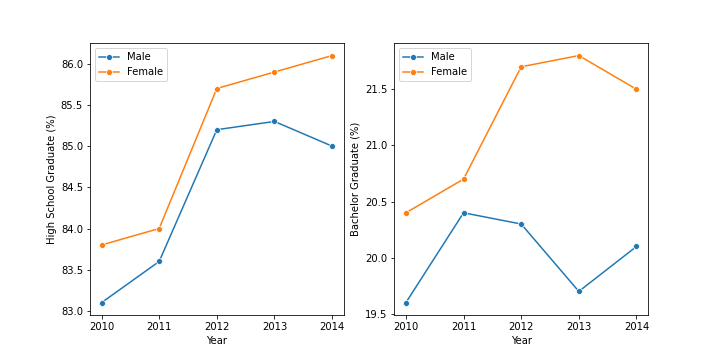 Male
Female
High School Graduate (%)
86.0
85.5
85.0
84.5
84.0
83.5
83.0
2010 2011 2012 2013 2014
Year
Male
Female
Bachelor Graduate (%)
21.5
21.0
20.5
20.0
19.5
2010 2011 2012 2013 2014
Year